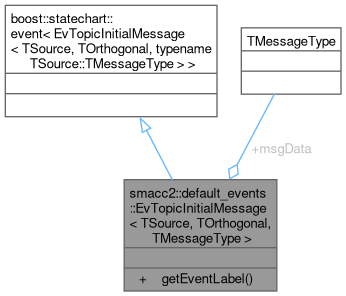 boost::statechart::
event< EvTopicInitialMessage
< TSource, TOrthogonal, typename
TSource::TMessageType > >
TMessageType
+msgData
smacc2::default_events
::EvTopicInitialMessage
< TSource, TOrthogonal,
TMessageType >
+ getEventLabel()